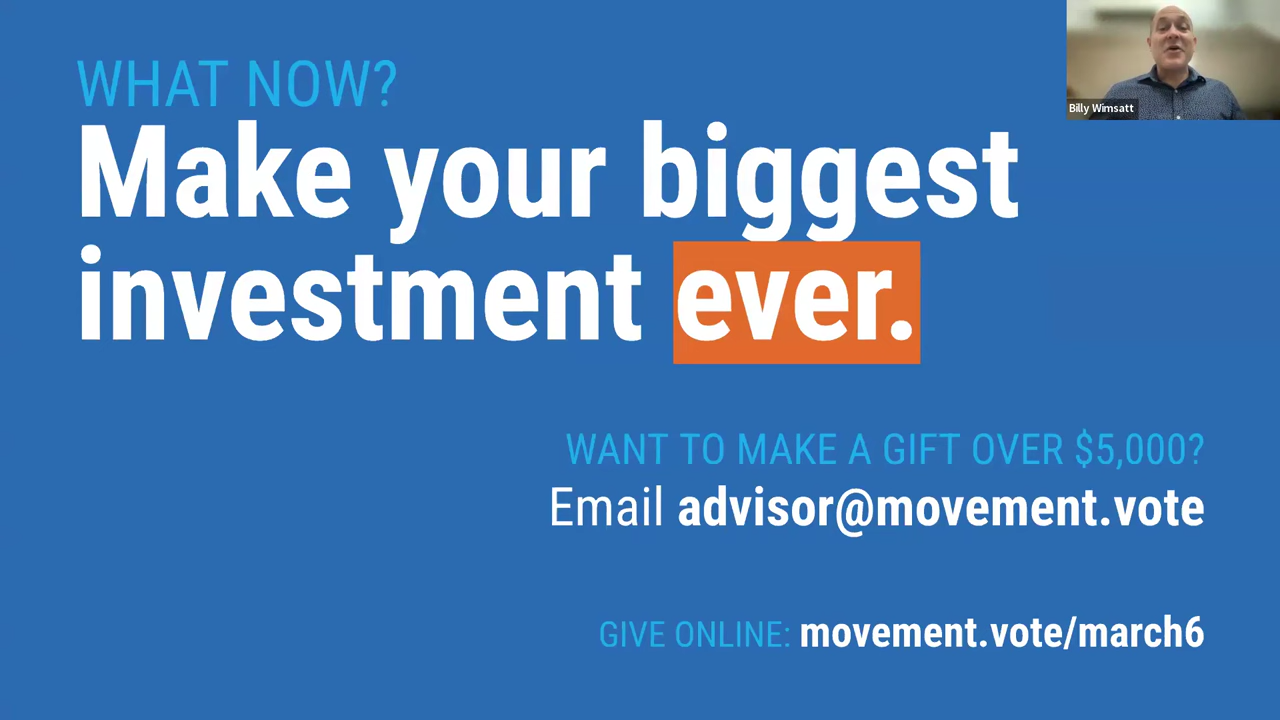 WHAT NOW?
Make your biggest
investment ever.
WANT TO MAKE A GIFT OVER $5,000?
Email advisor@movement.vote
GIVE ONLINE: movement.vote/march6
Billy Wimsatt